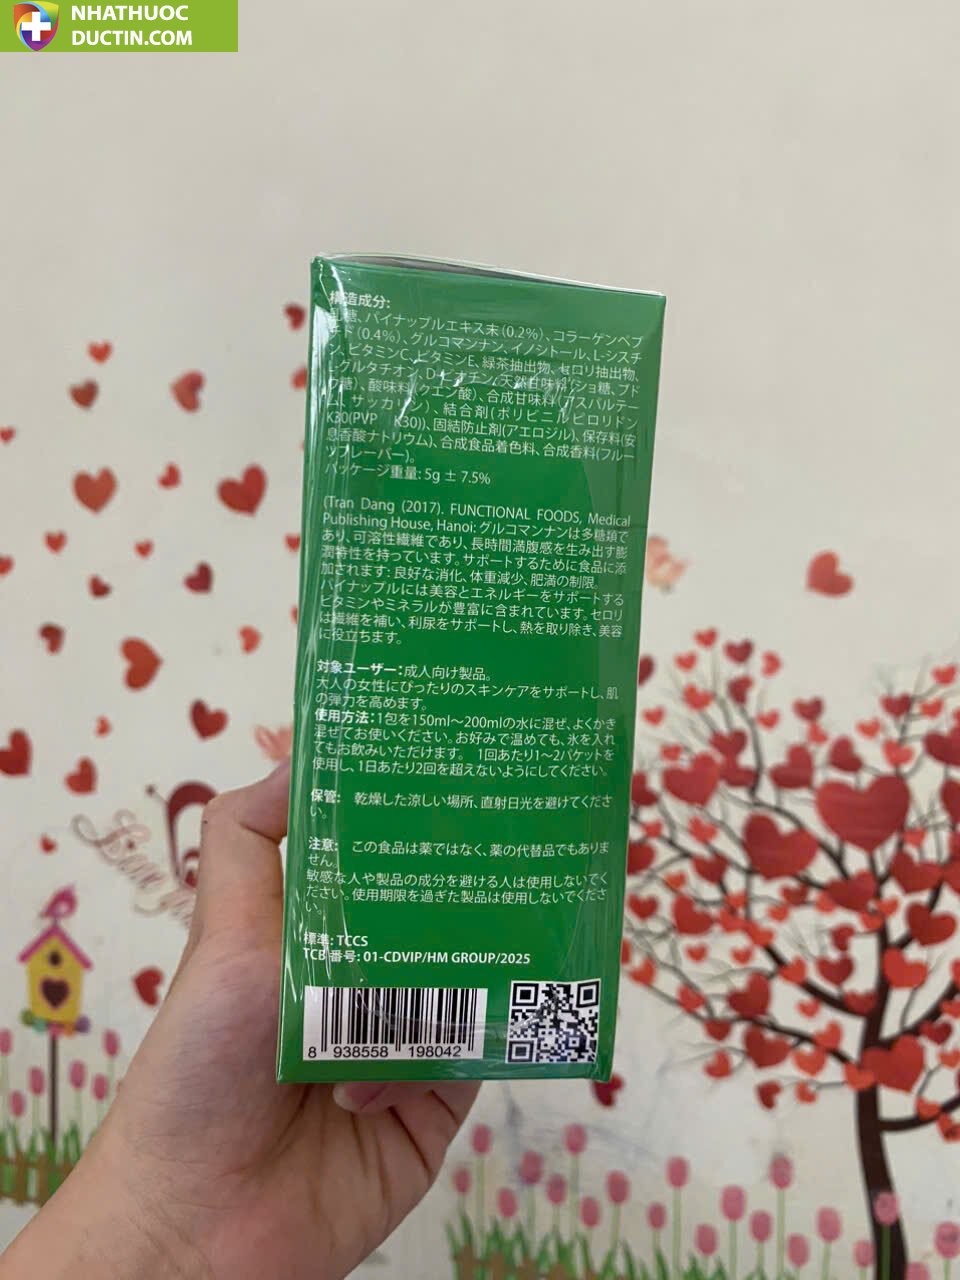 NHATHUOC
DUCTIN.COM
構造成分:
乳糖、パイナップルエキス末(0.2%)、コラーゲンペプ
チド(0.4%)、グルコマンナン、イノシトール、L-シスチ
ン、ビタミンC、ビタミンE、緑茶抽出物、セロリ抽出物、
L-グルタチオン、D-ビオチン、天然甘味料(ショ糖、ブド
ウ糖)、酸味料(クエン酸)、合成甘味料(アスパルテー
ム、サッカリン)、結合剤(ポリビニルピロリドン
K30(PVP K30))、固結防止剤(アエロジル)、保存料(安
息香酸ナトリウム)、合成食品着色料、合成香料(フルー
ツフレーバー)。
パッケージ重量: 5g ± 7.5%
(Tran Dang (2017). FUNCTIONAL FOODS, Medical
Publishing House, Hanoi: グルコマンナンは多糖類で
あり、可溶性繊維であり、長時間満腹感を生み出す膨
潤特性を持っています。サポートするために食品に添
加されます: 良好な消化、体重減少、肥満の制限。
パイナップルには美容とエネルギーをサポートする
ビタミンやミネラルが豊富に含まれています。セロリ
は繊維を補い、利尿をサポートし、熱を取り除き、美容
に役立ちます。
対象ユーザー：成人向け製品。
大人の女性にぴったりのスキンケアをサポートし、肌
の弾力を高めます。
使用方法：1包を150ml～200mlの水に混ぜ、よくかき
混ぜてお使いください。お好みで温めても、氷を入れ
てもお飲みいただけます。 1回あたり1～2パケットを
使用し、1日あたり2回を超えないようにしてください。
保管: 乾燥した涼しい場所、直射日光を避けてくださ
い。
注意: この食品は薬ではなく、薬の代替品でもありま
せん。
敏感な人や製品の成分を避ける人は使用しないでく
ださい。使用期限を過ぎた製品は使用しないでくださ
い。
標準: TCCS
TCB 番号: 01-CDVIP/HM GROUP/2025
8 938558 198042